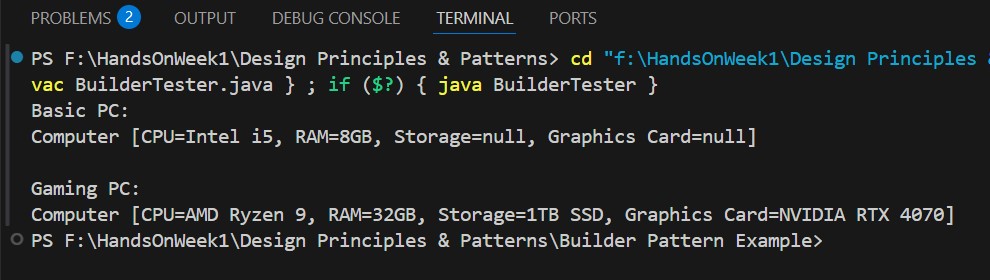 PROBLEMS 2 OUTPUT DEBUG CONSOLE TERMINAL PORTS
PS F:\HandsOnWeek1\Design Principles & Patterns> cd "f:\HandsOnWeek1\Design Principles &
vac BuilderTester.java } ; if ($?) { java BuilderTester }
Basic PC:
Computer [CPU=Intel i5, RAM=8GB, Storage=null, Graphics Card=null]
Gaming PC:
Computer [CPU=AMD Ryzen 9, RAM=32GB, Storage=1TB SSD, Graphics Card=NVIDIA RTX 4070]
PS F:\HandsOnWeek1\Design Principles & Patterns\Builder Pattern Example>